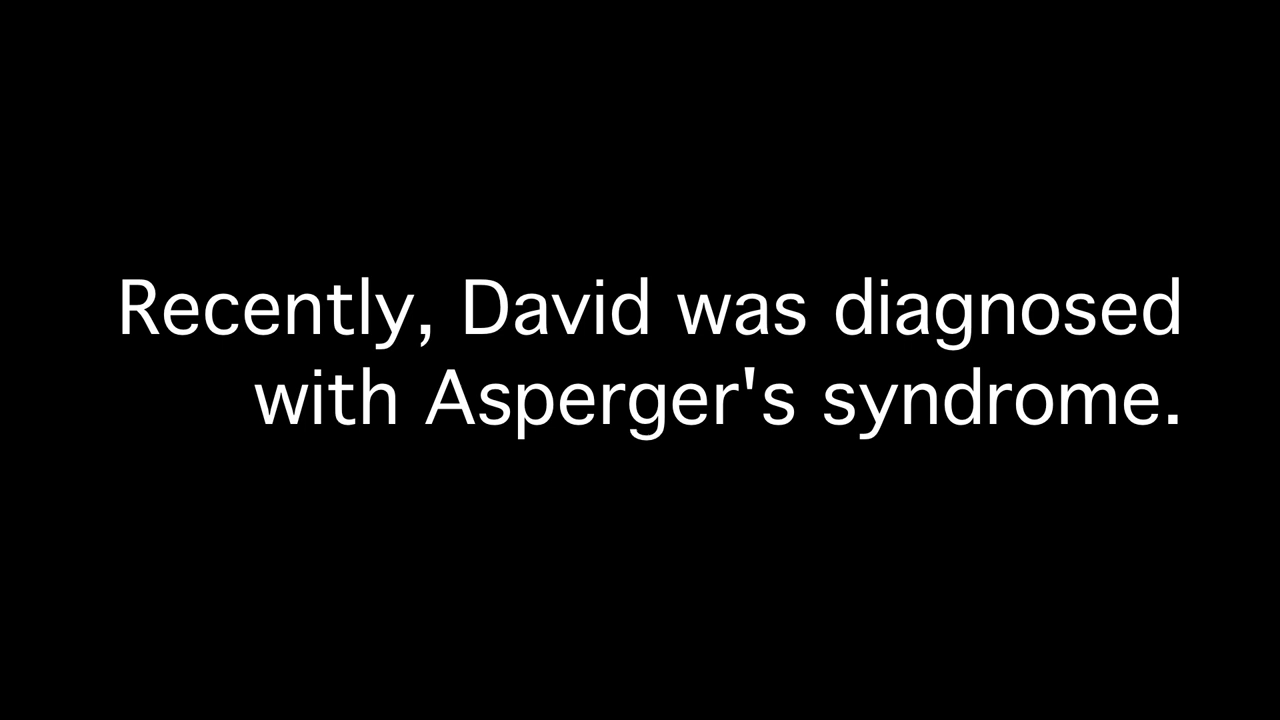 Recently, David was diagnosed
with Asperger's syndrome.